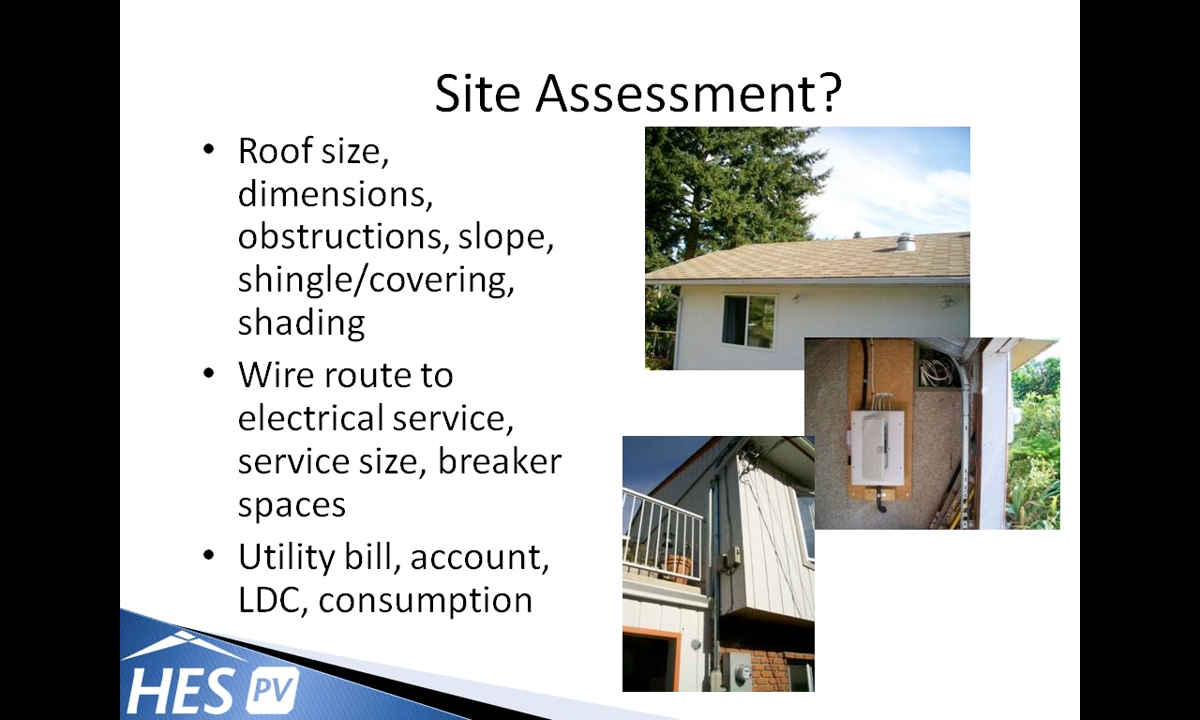 Site Assessment?
• Roof size,
dimensions,
obstructions, slope,
shingle/covering,
shading
• Wire route to
electrical service,
service size, breaker
spaces
• Utility bill, account,
LDC, consumption
HES PV